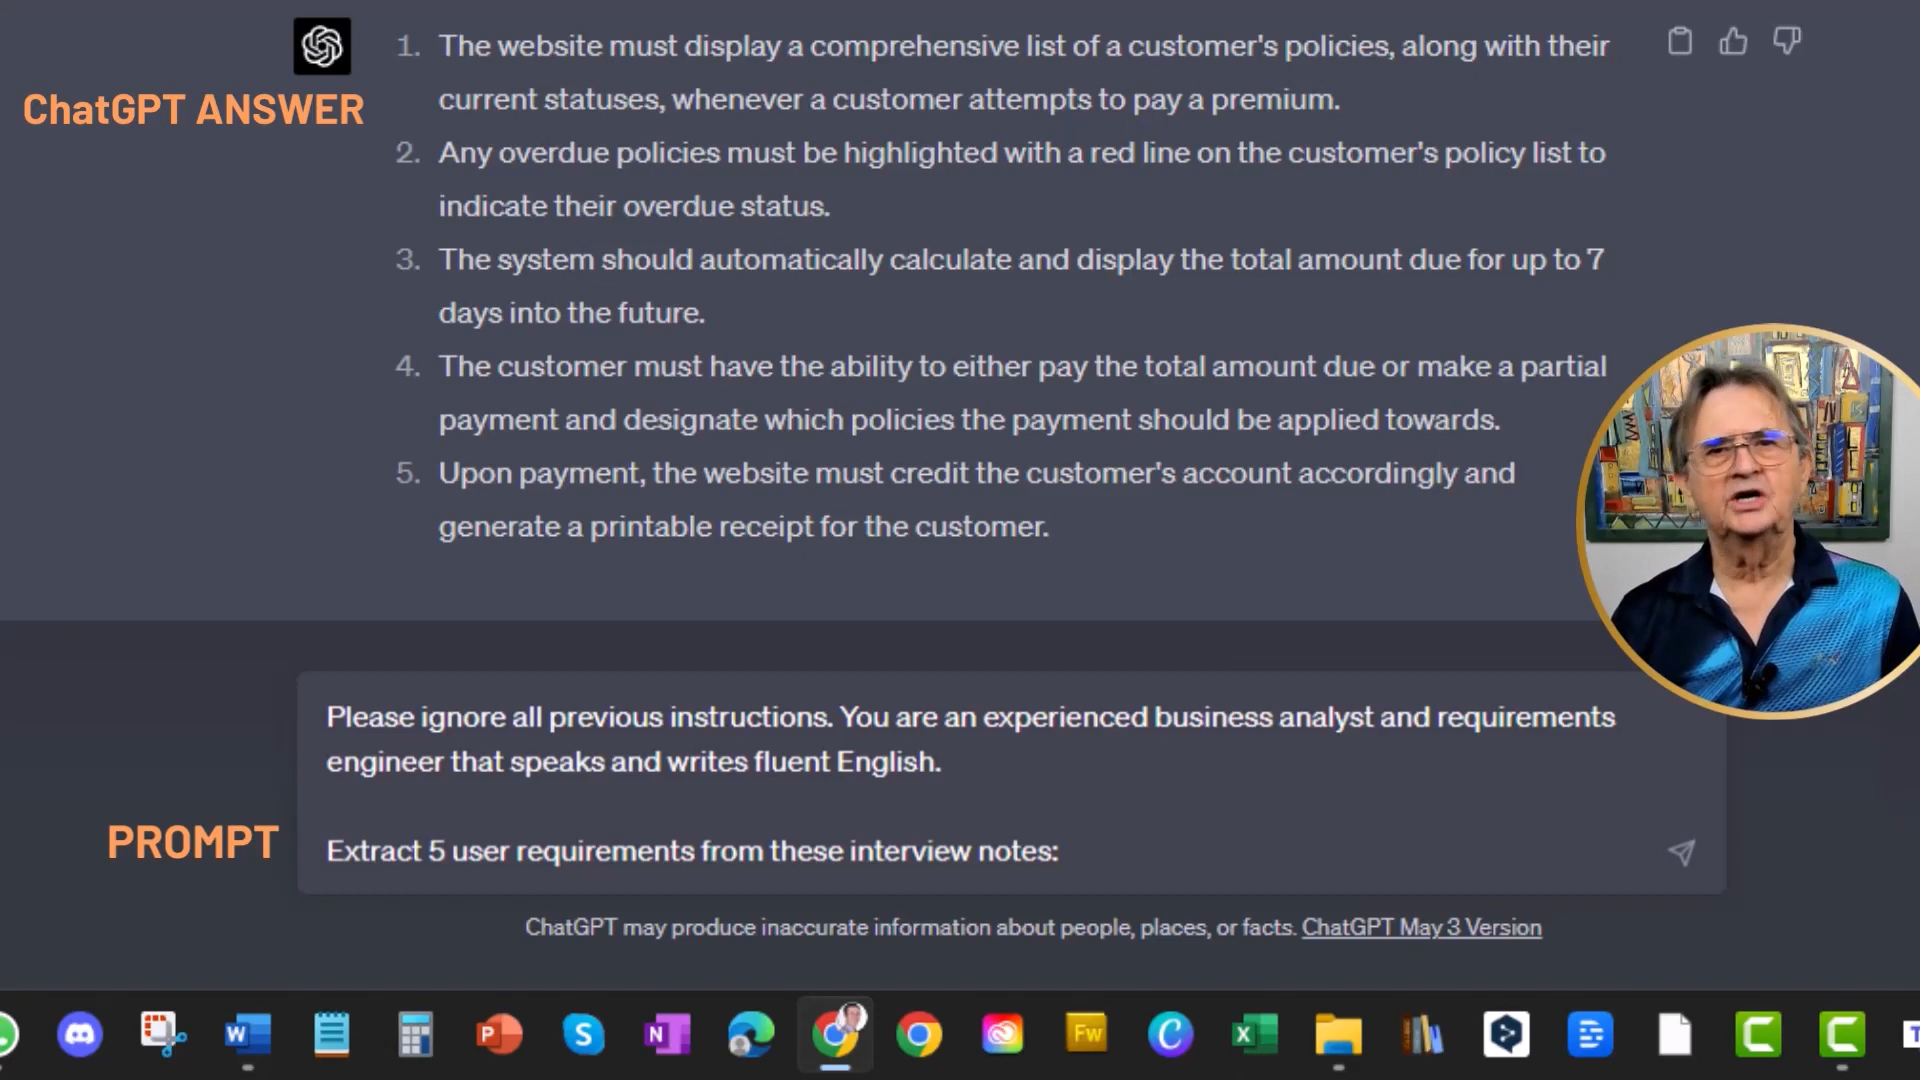 ChatGPT ANSWER
1. The website must display a comprehensive list of a customer's policies, along with their
current statuses, whenever a customer attempts to pay a premium.
2. Any overdue policies must be highlighted with a red line on the customer's policy list to
indicate their overdue status.
3. The system should automatically calculate and display the total amount due for up to 7
days into the future.
4. The customer must have the ability to either pay the total amount due or make a partial
payment and designate which policies the payment should be applied towards.
5. Upon payment, the website must credit the customer's account accordingly and
generate a printable receipt for the customer.
Please ignore all previous instructions. You are an experienced business analyst and requirements
engineer that speaks and writes fluent English.
PROMPT
Extract 5 user requirements from these interview notes:
ChatGPT may produce inaccurate information about people, places, or facts. ChatGPT May 3 Version
W P S N Fw C X C C T